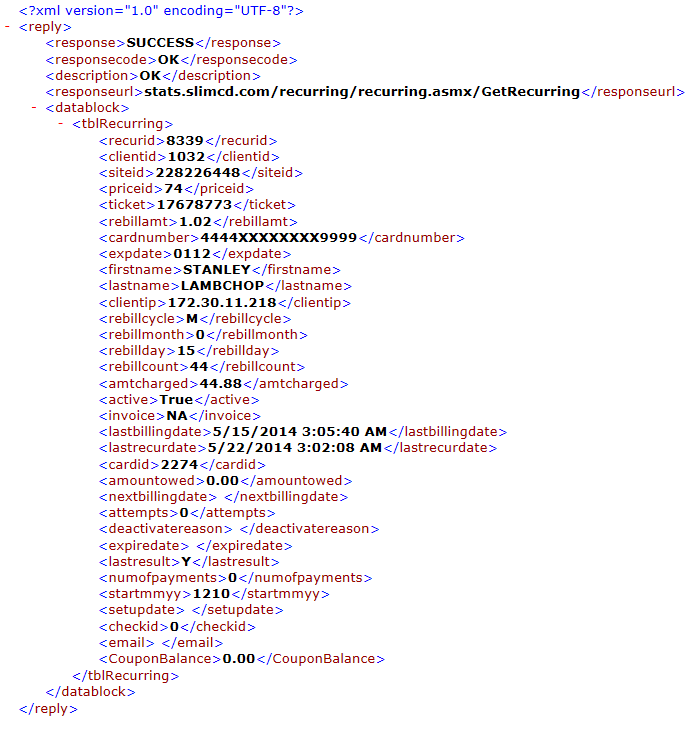 <?xml version="1.0" encoding="UTF-8"?>
- <reply>
<response>SUCCESS</response>
<responsecode>OK</responsecode>
<description>OK</description>
<responseurl>stats.slimcd.com/recurring/recurring.asmx/GetRecurring</responseurl>
- <datablock>
- <tblRecurring>
<recurid>8339</recurid>
<clientid>1032</clientid>
<siteid>228226448</siteid>
<priceid>74</priceid>
<ticket>17678773</ticket>
<rebillamt>1.02</rebillamt>
<cardnumber>4444XXXXXXXX9999</cardnumber>
<expdate>0112</expdate>
<firstname>STANLEY</firstname>
<lastname>LAMBCHOP</lastname>
<clientip>172.30.11.218</clientip>
<rebillcycle>M</rebillcycle>
<rebillmonth>0</rebillmonth>
<rebillday>15</rebillday>
<rebillcount>44</rebillcount>
<amtcharged>44.88</amtcharged>
<active>True</active>
<invoice>NA</invoice>
<lastbillingdate>5/15/2014 3:05:40 AM</lastbillingdate>
<lastrecurdate>5/22/2014 3:02:08 AM</lastrecurdate>
<cardid>2274</cardid>
<amountowed>0.00</amountowed>
<nextbillingdate> </nextbillingdate>
<attempts>0</attempts>
<deactivatereason> </deactivatereason>
<expiredate> </expiredate>
<lastresult>Y</lastresult>
<numofpayments>0</numofpayments>
<startmmyy>1210</startmmyy>
<setupdate> </setupdate>
<checkid>0</checkid>
<email> </email>
<CouponBalance>0.00</CouponBalance>
</tblRecurring>
</datablock>
</reply>